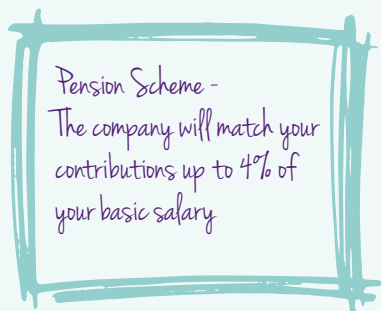 Pension Scheme -
The company will match your
contributions up to 4% of
your basic salary